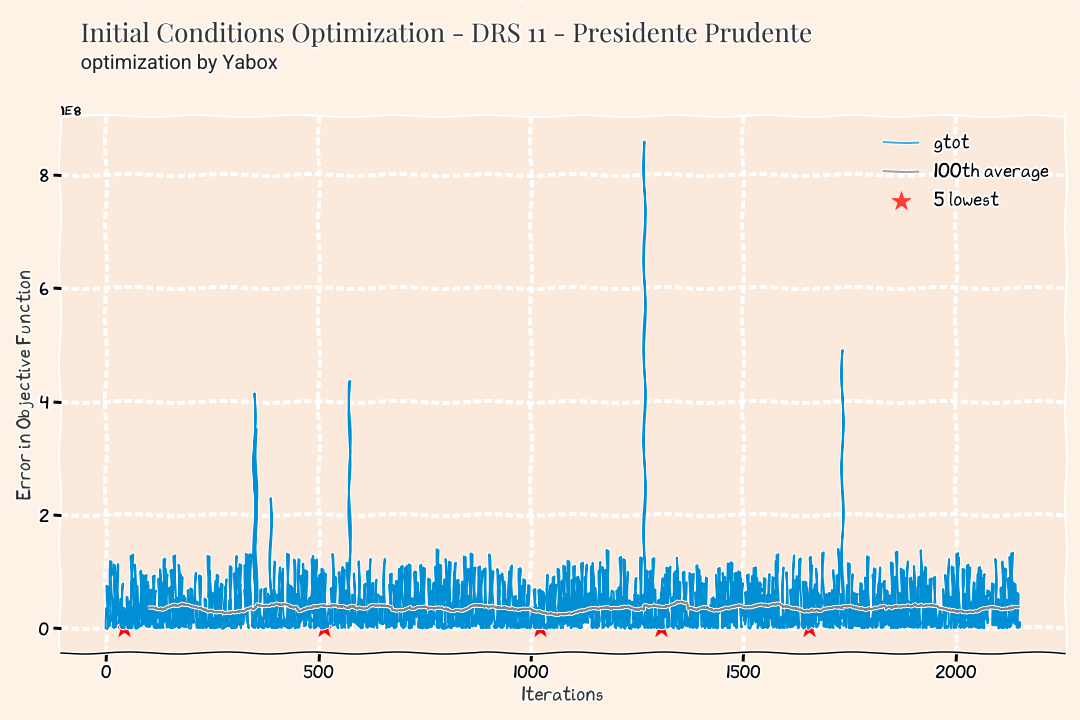 Initial Conditions Optimization - DRS 11 - Presidente Prudente
optimization by Yabox
1E8
gtot
100th average
5 lowest
8
6
4
2
0
Error in Objective Function
0 500 1000 1500 2000
Iterations